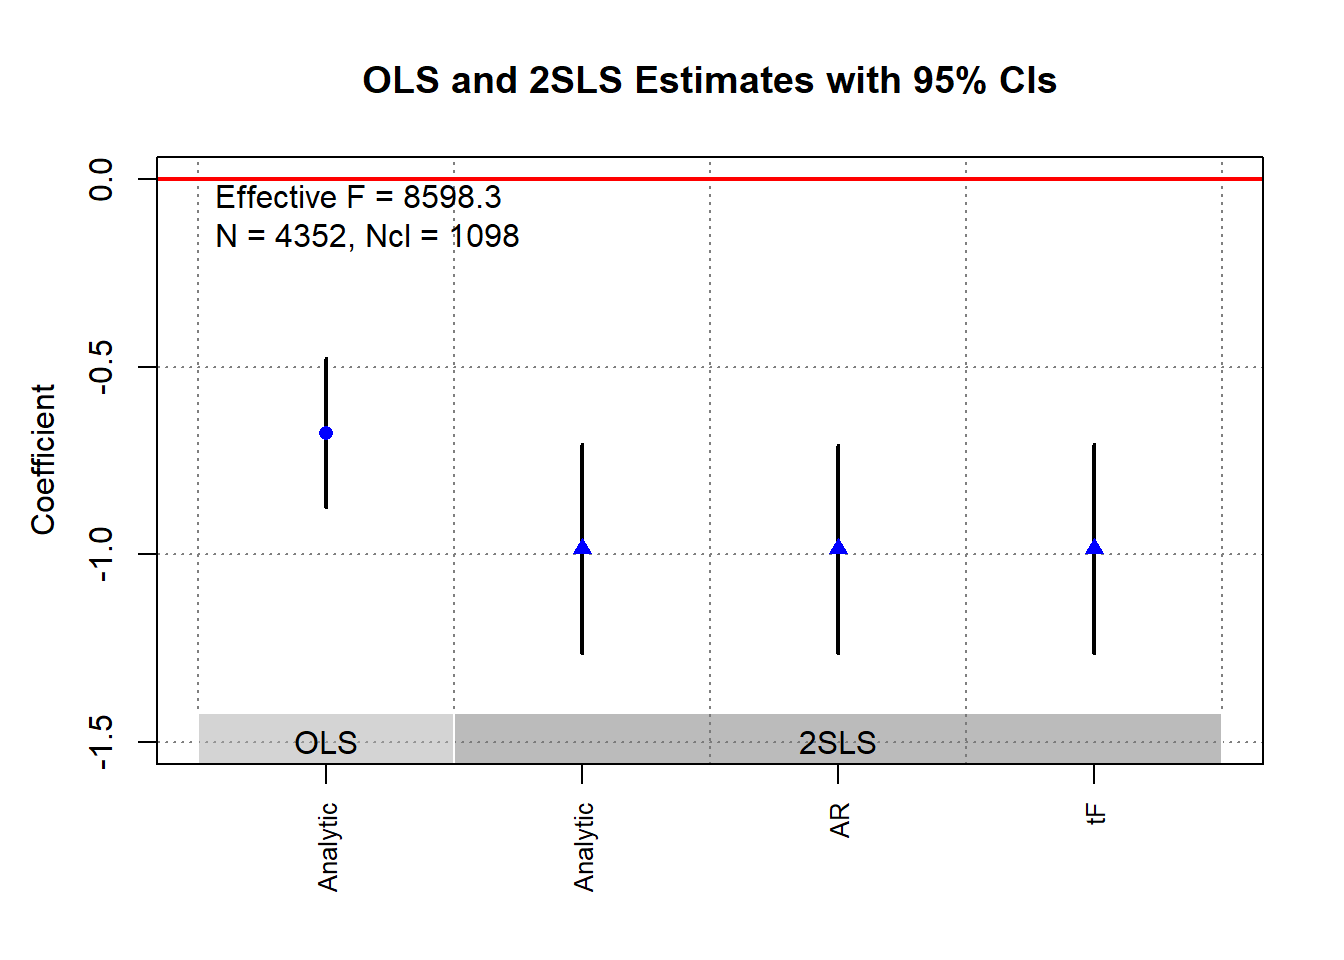 OLS and 2SLS Estimates with 95% CIs
Coefficient
0.0
-0.5
-1.0
-1.5
Effective F = 8598.3
N = 4352, Ncl = 1098
OLS
2SLS
Analytic
Analytic
AR
tF